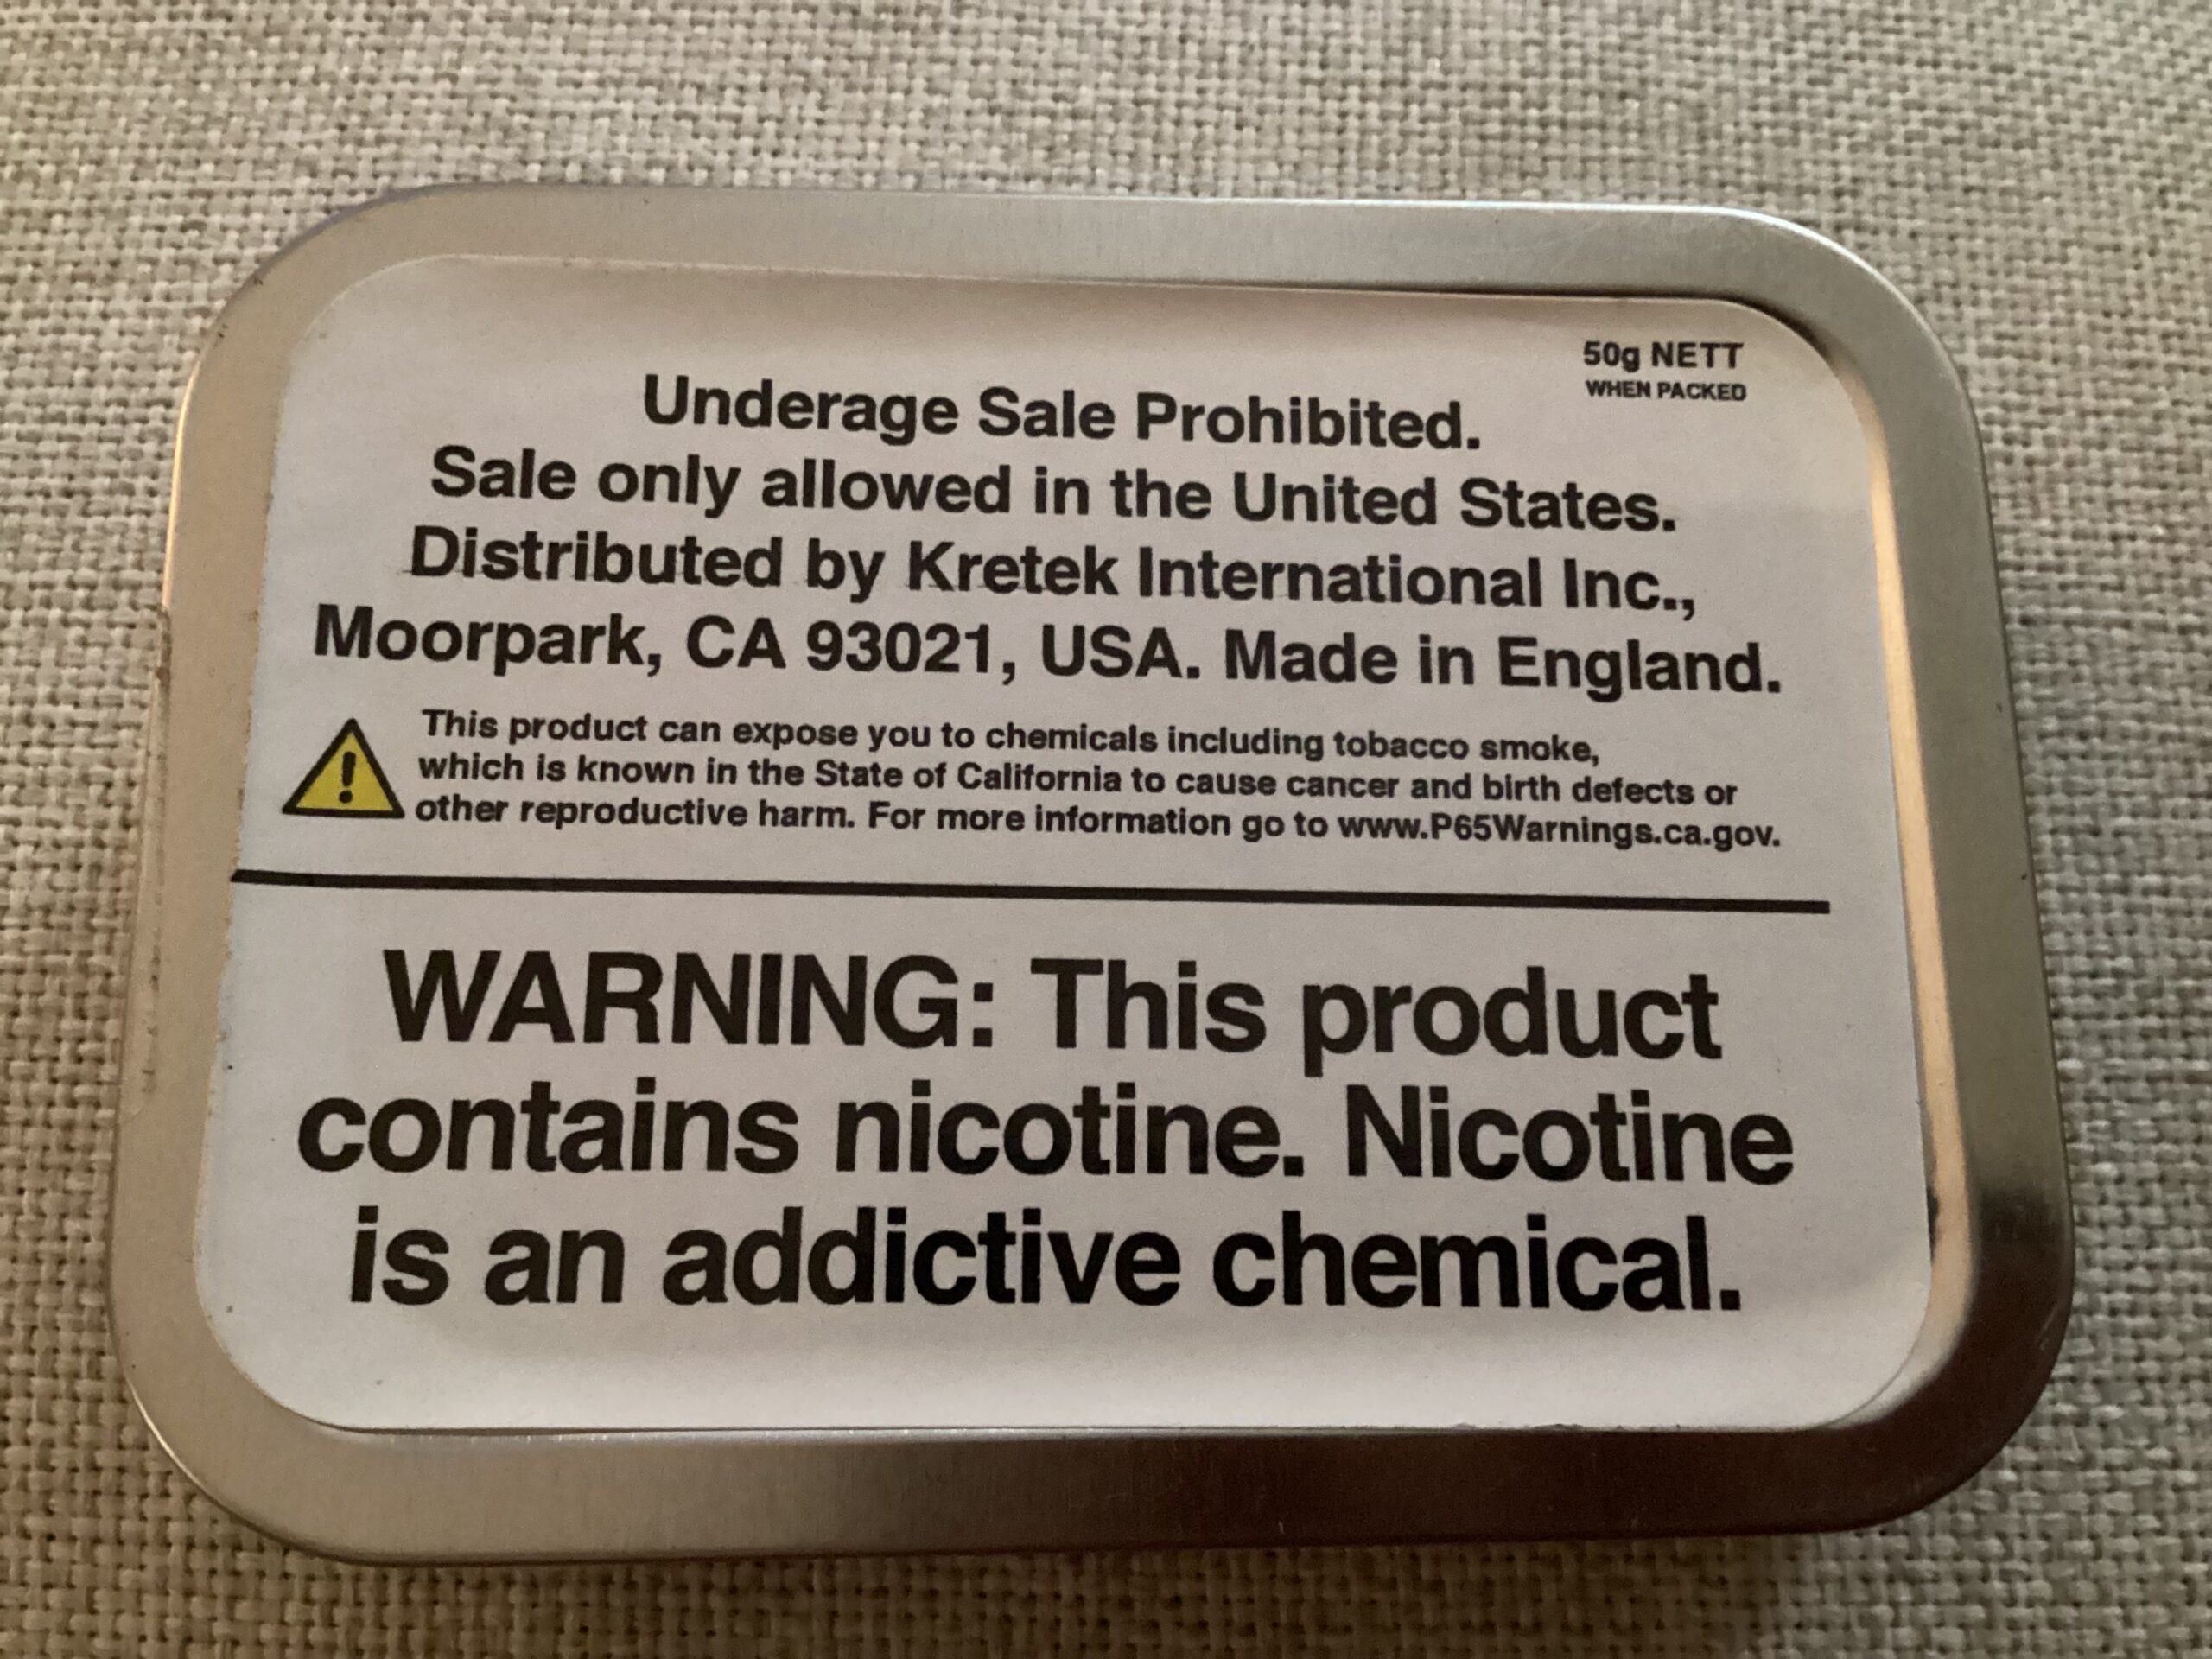 50g NETT
WHEN PACKED
Underage Sale Prohibited.
Sale only allowed in the United States.
Distributed by Kretek International Inc.,
Moorpark, CA 93021, USA. Made in England.
This product can expose you to chemicals including tobacco smoke,
which is known in the State of California to cause cancer and birth defects or
other reproductive harm. For more information go to www.P65Warnings.ca.gov.
WARNING: This product
contains nicotine. Nicotine
is an addictive chemical.